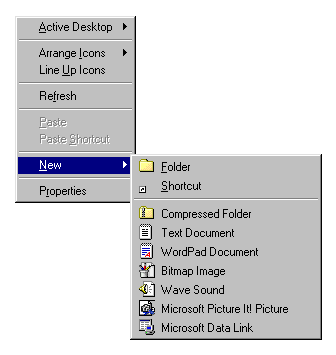 Active Desktop
Arrange Icons
Line Up Icons
Refresh
Paste
Paste Shortcut
New
Properties
Folder
Shortcut
Compressed Folder
Text Document
WordPad Document
Bitmap Image
Wave Sound
Microsoft Picture It! Picture
Microsoft Data Link